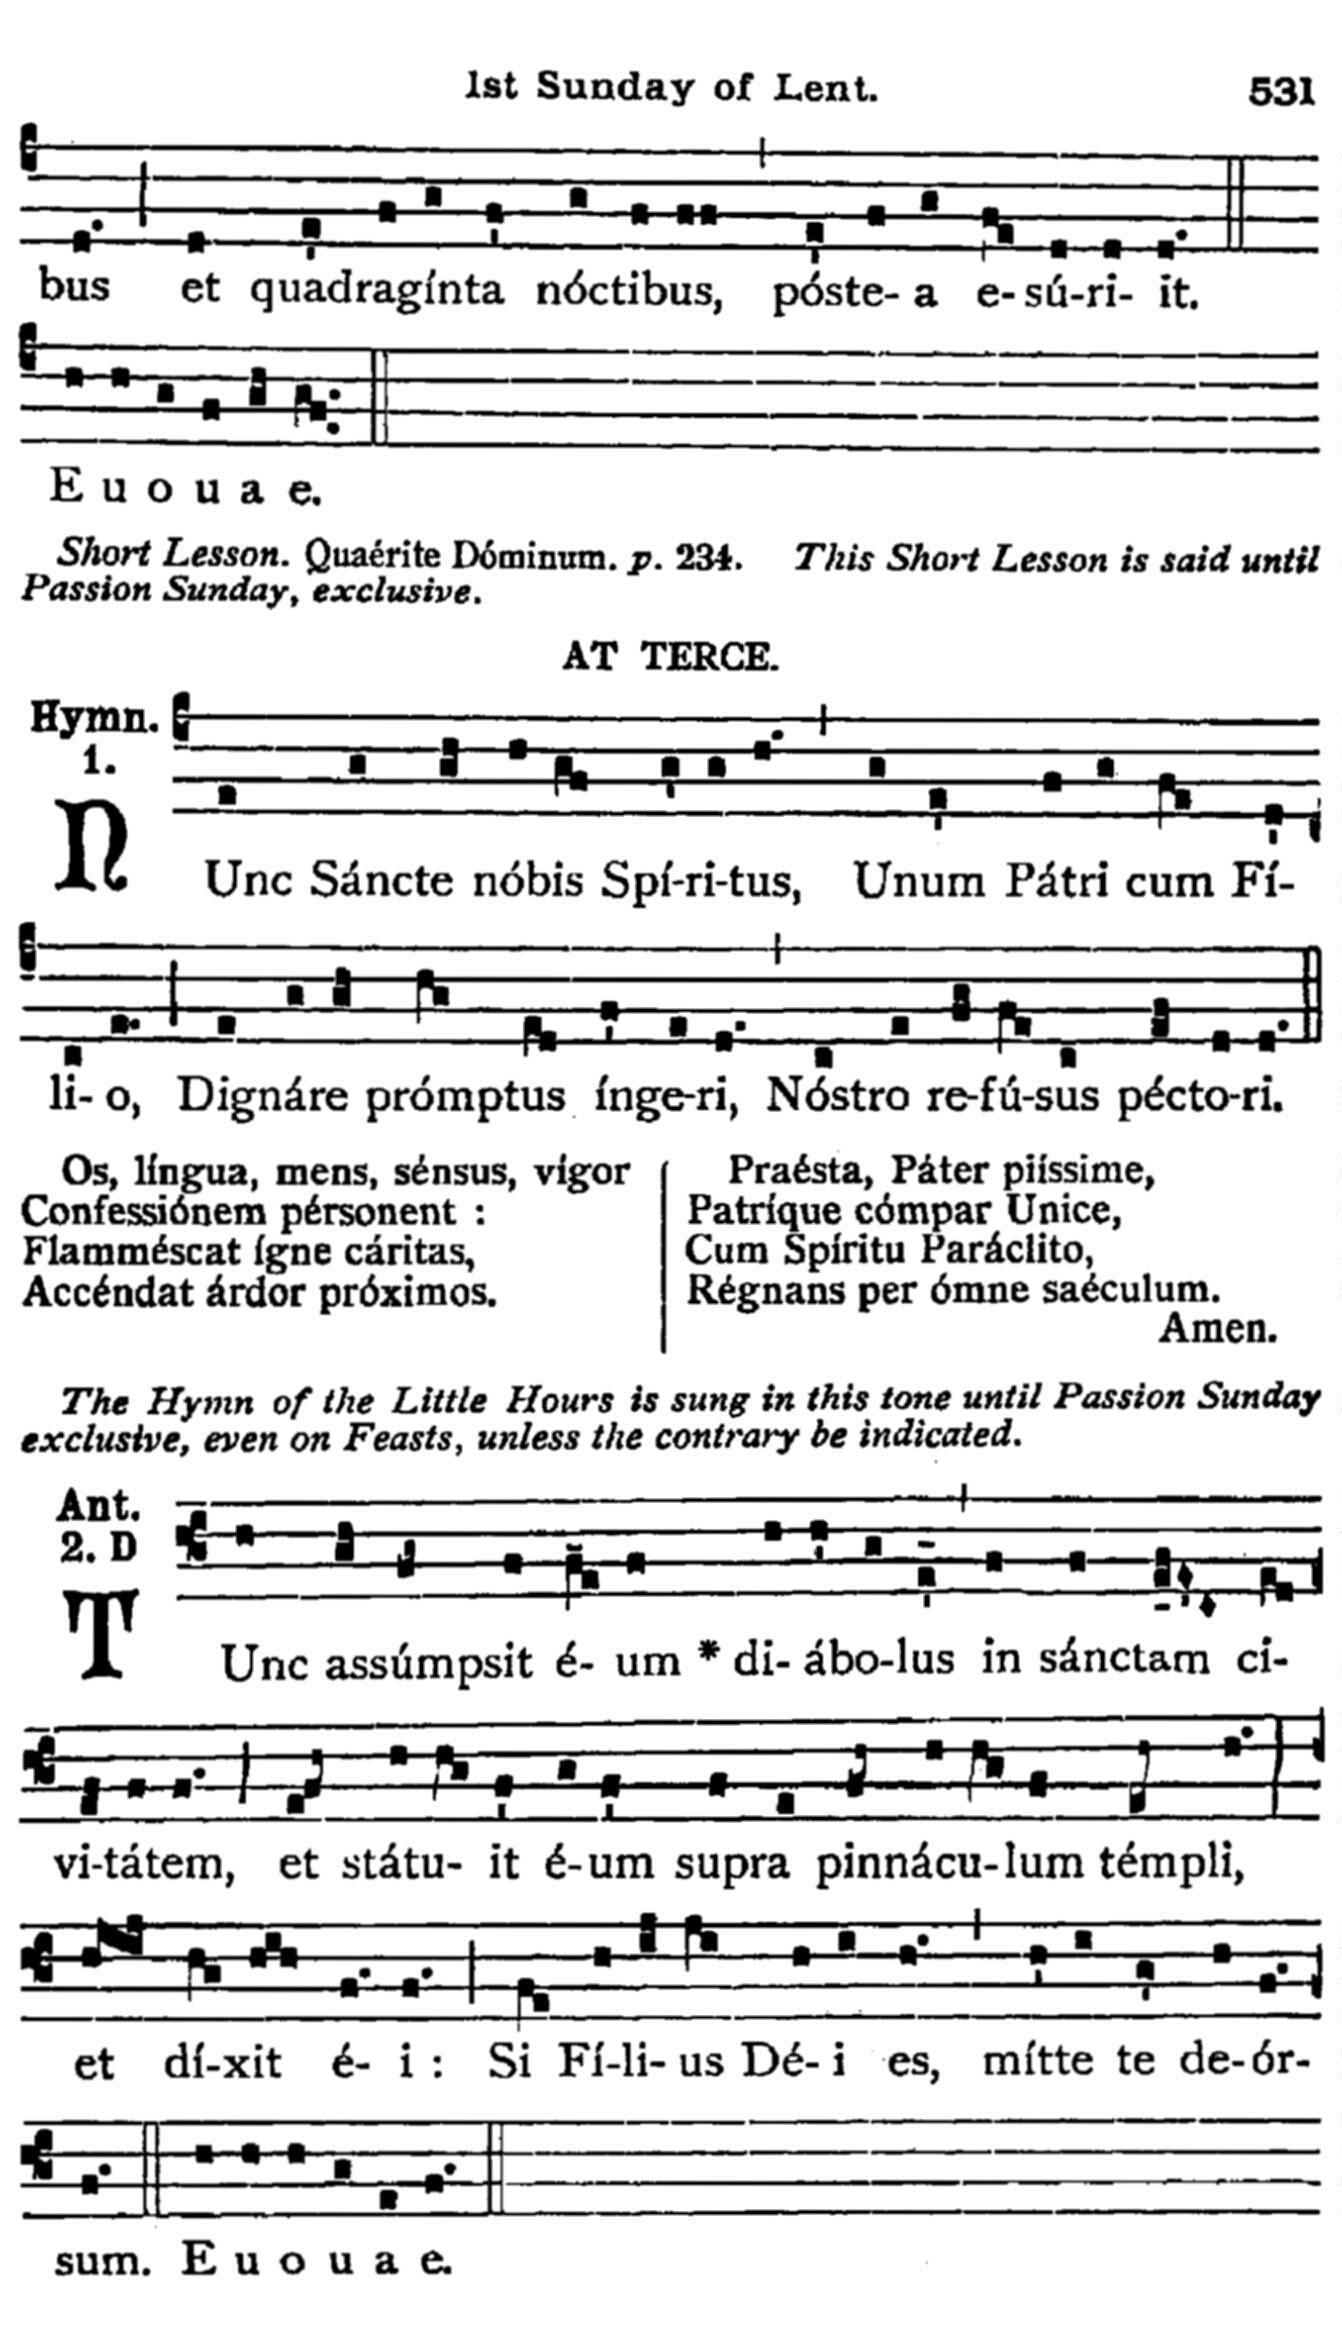 1st Sunday of Lent. 531
bus et quadragínta nóctibus, póste- a e-sú-ri- it.
E u o u a e.
Short Lesson. Quaérite Dóminum. p. 234. This Short Lesson is said until
Passion Sunday, exclusive.
AT TERCE.
Hymn.
1.
NUnc Sáncte nóbis Spí-ri-tus, Unum Pátri cum Fí-
li- o, Dignáre prómptus ínge-ri, Nóstro re-fú-sus pécto-ri.
Os, língua, mens, sénsus, vígor
Confessiónem pérsonent :
Flamméscat ígne cáritas,
Accéndat árdor próximos.
Praésta, Páter piíssime,
Patríque cómpar Unice,
Cum Spíritu Paráclito,
Régnans per ómne saéculum.
Amen.
The Hymn of the Little Hours is sung in this tone until Passion Sunday
exclusive, even on Feasts, unless the contrary be indicated.
Ant.
2. D
TUnc assúmpsit é- um * di- ábo-lus in sánctam ci-
vi-tátem, et státu- it é-um supra pinnácu-lum témpli,
et dí-xit é- i : Si Fí-li- us Dé- i es, mítte te de-ór-
sum. E u o u a e.